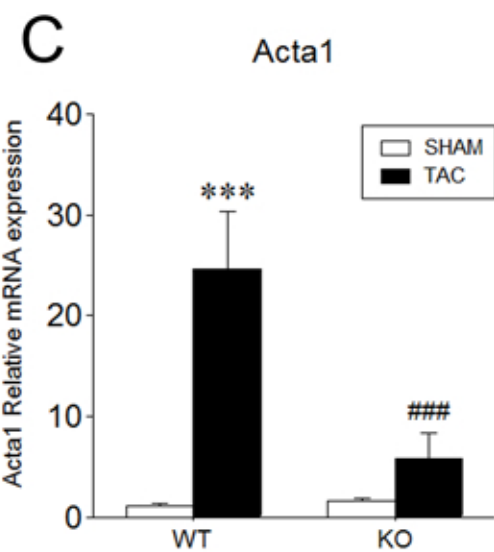 C
Acta1
Acta1 Relative mRNA expression
40
30
20
10
0
SHAM
TAC
***
###
WT
KO